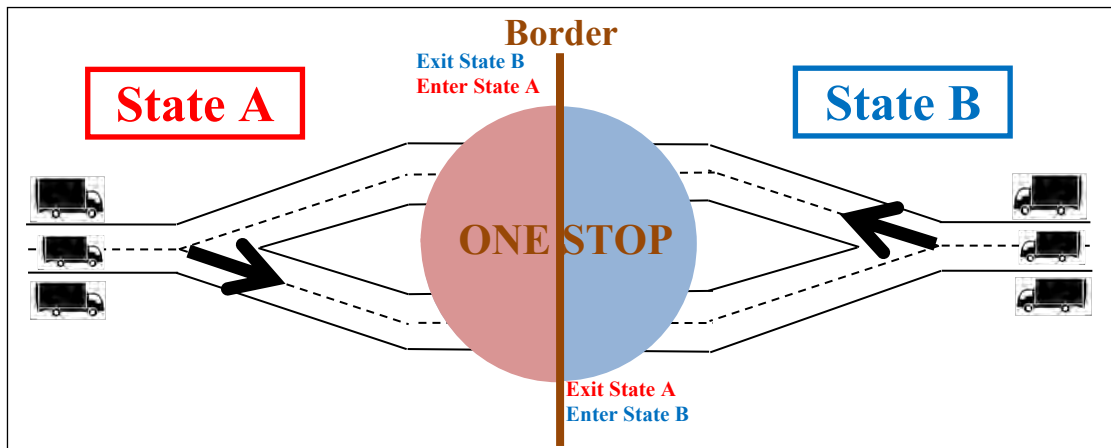 Border
Exit State B
Enter State A
State A
State B
ONE STOP
Exit State A
Enter State B